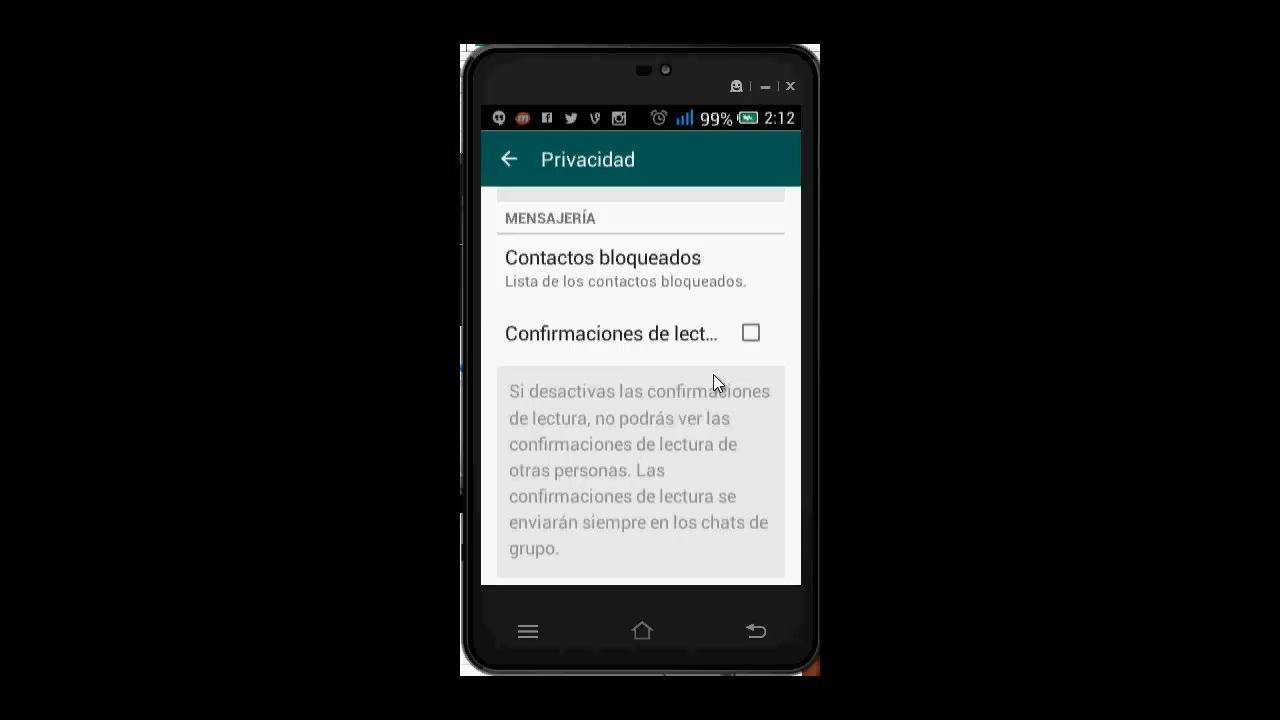 99% 2:12
Privacidad
MENSAJERÍA
Contactos bloqueados
Lista de los contactos bloqueados.
Confirmaciones de lect...
Si desactivas las confirmaciones
de lectura, no podrás ver las
confirmaciones de lectura de
otras personas. Las
confirmaciones de lectura se
enviarán siempre en los chats de
grupo.